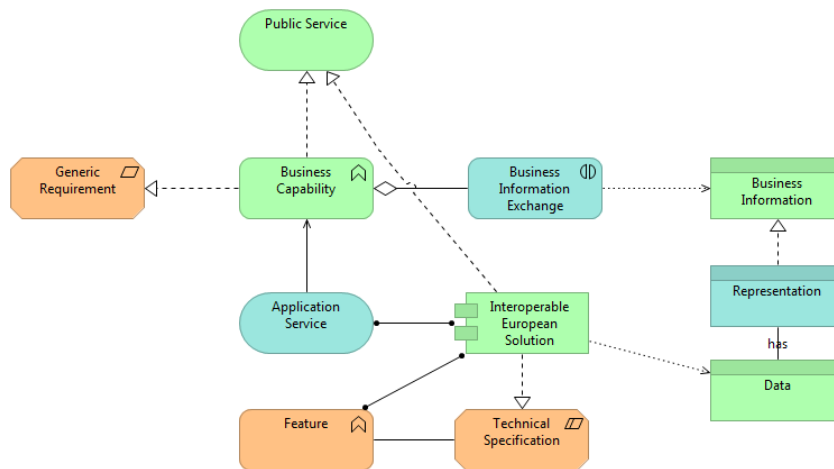 Public Service
Generic
Requirement
Business
Capability
Business
Information
Exchange
Business
Information
Application
Service
Interoperable
European
Solution
Representation
has
Data
Feature
Technical
Specification